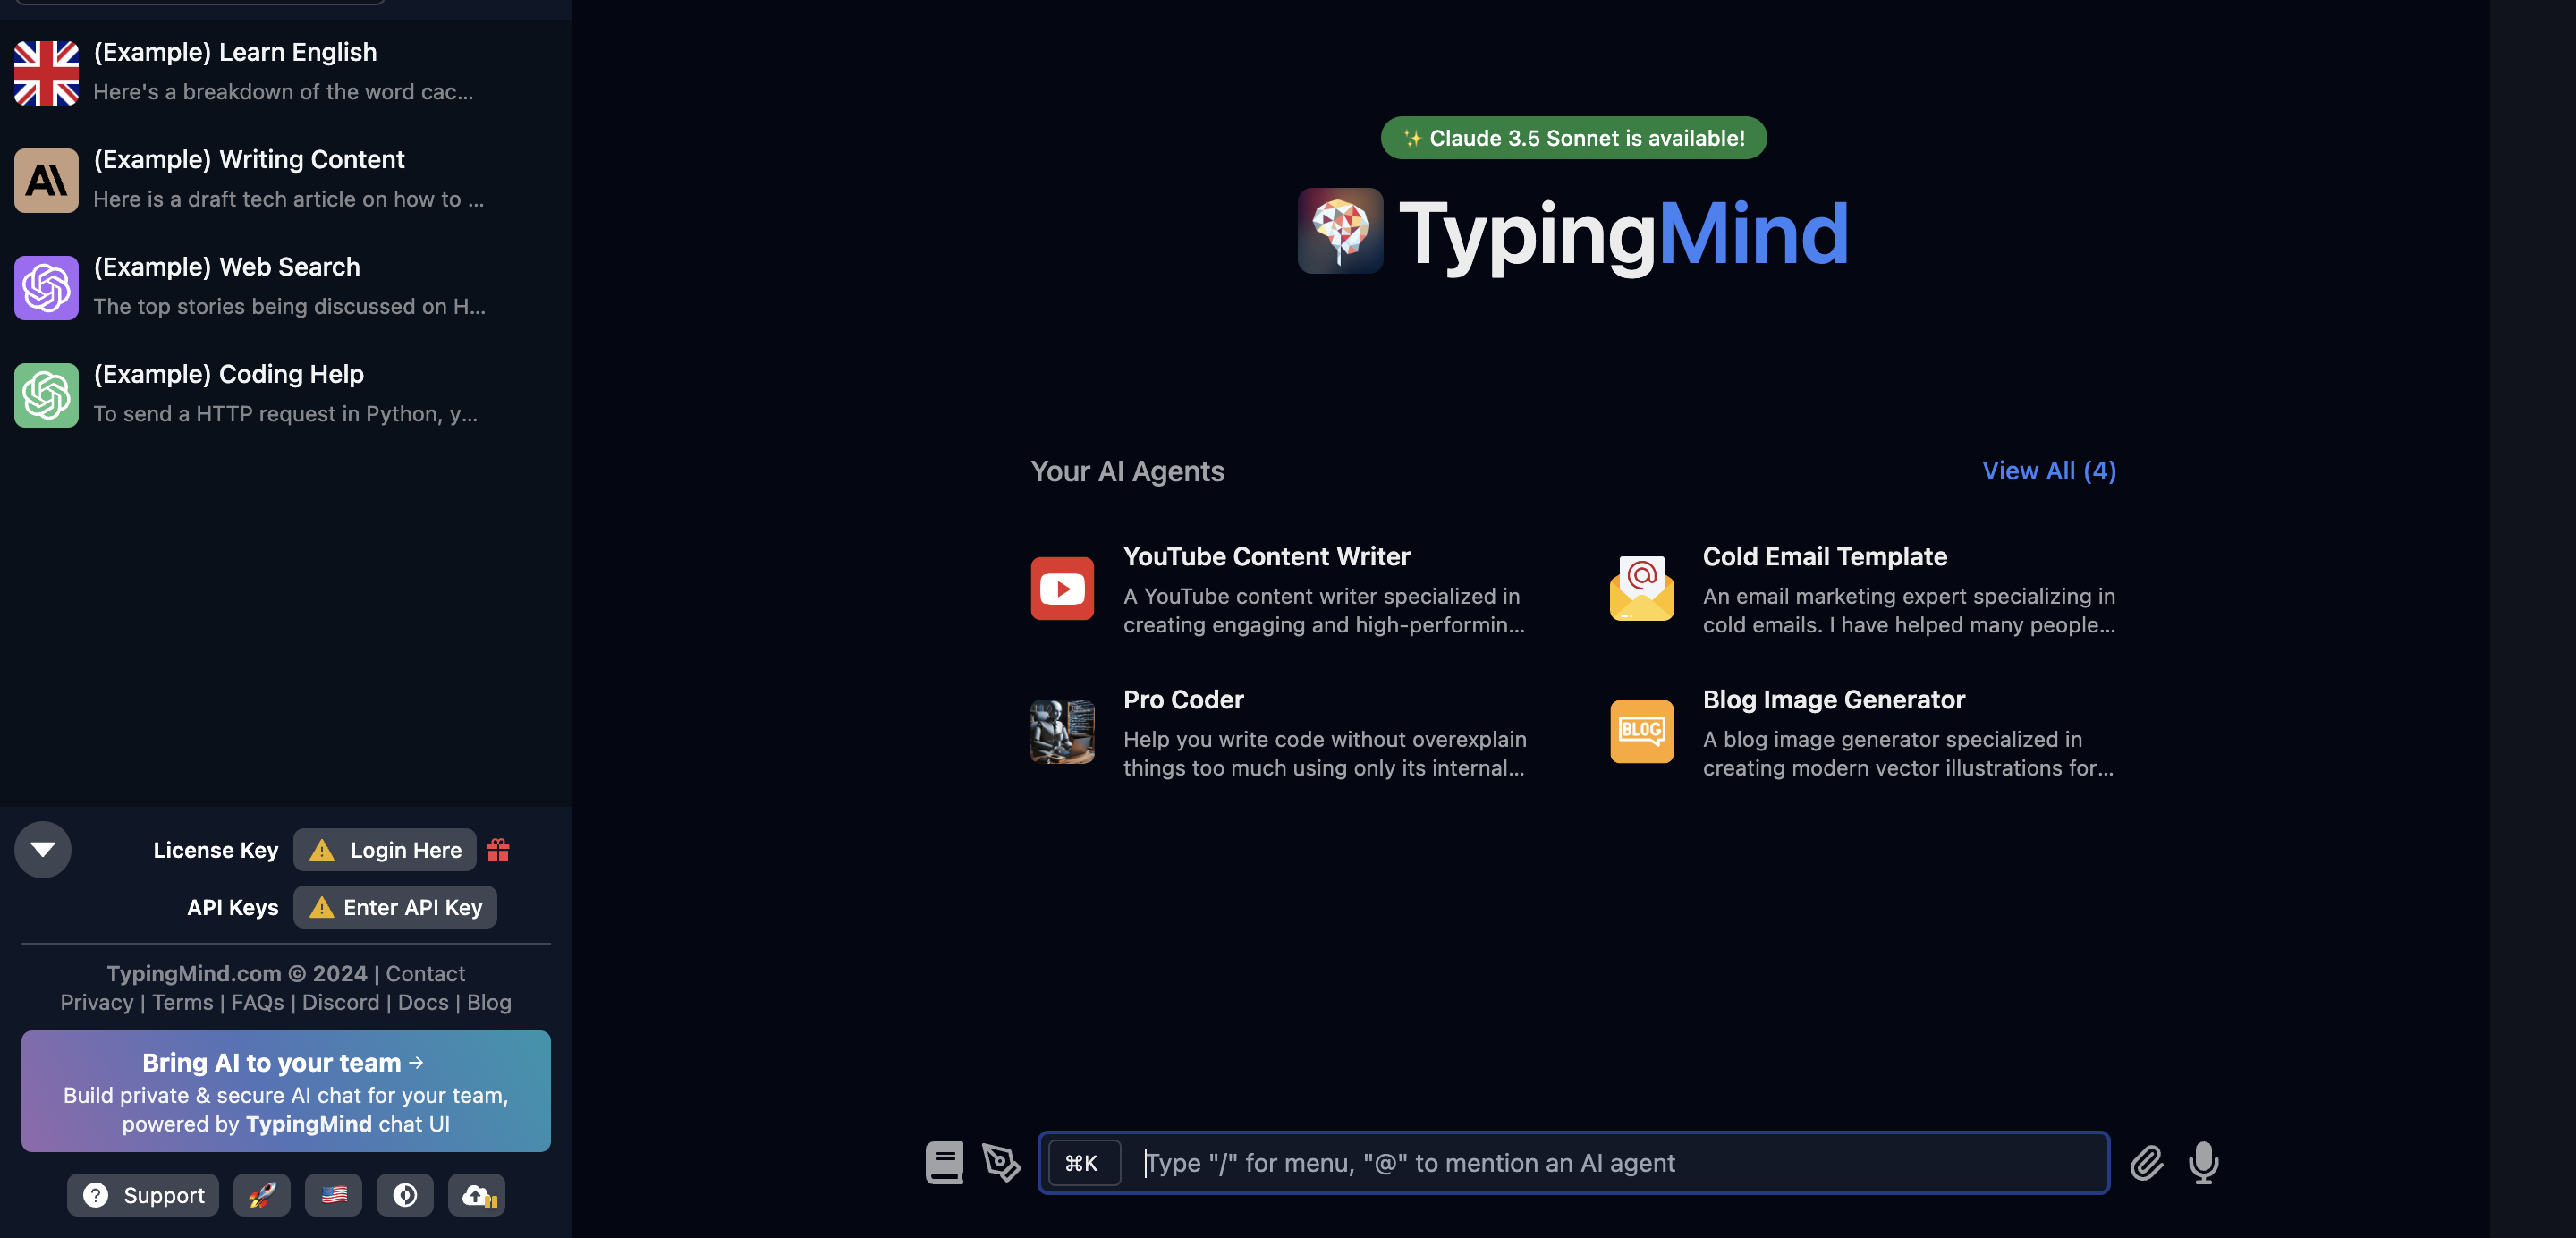 (Example) Learn English
Here's a breakdown of the word cac...
(Example) Writing Content
Here is a draft tech article on how to ...
(Example) Web Search
The top stories being discussed on H...
(Example) Coding Help
To send a HTTP request in Python, y...
License Key
Login Here
API Keys
Enter API Key
TypingMind.com © 2024 | Contact
Privacy | Terms | FAQs | Discord | Docs | Blog
Bring AI to your team →
Build private & secure AI chat for your team,
powered by TypingMind chat UI
? Support
✨ Claude 3.5 Sonnet is available!
TypingMind
Your AI Agents
View All (4)
YouTube Content Writer
A YouTube content writer specialized in
creating engaging and high-performin...
Cold Email Template
An email marketing expert specializing in
cold emails. I have helped many people...
Pro Coder
Help you write code without overexplain
things too much using only its internal...
BLOG
Blog Image Generator
A blog image generator specialized in
creating modern vector illustrations for...
⌘K
Type "/" for menu, "@" to mention an AI agent